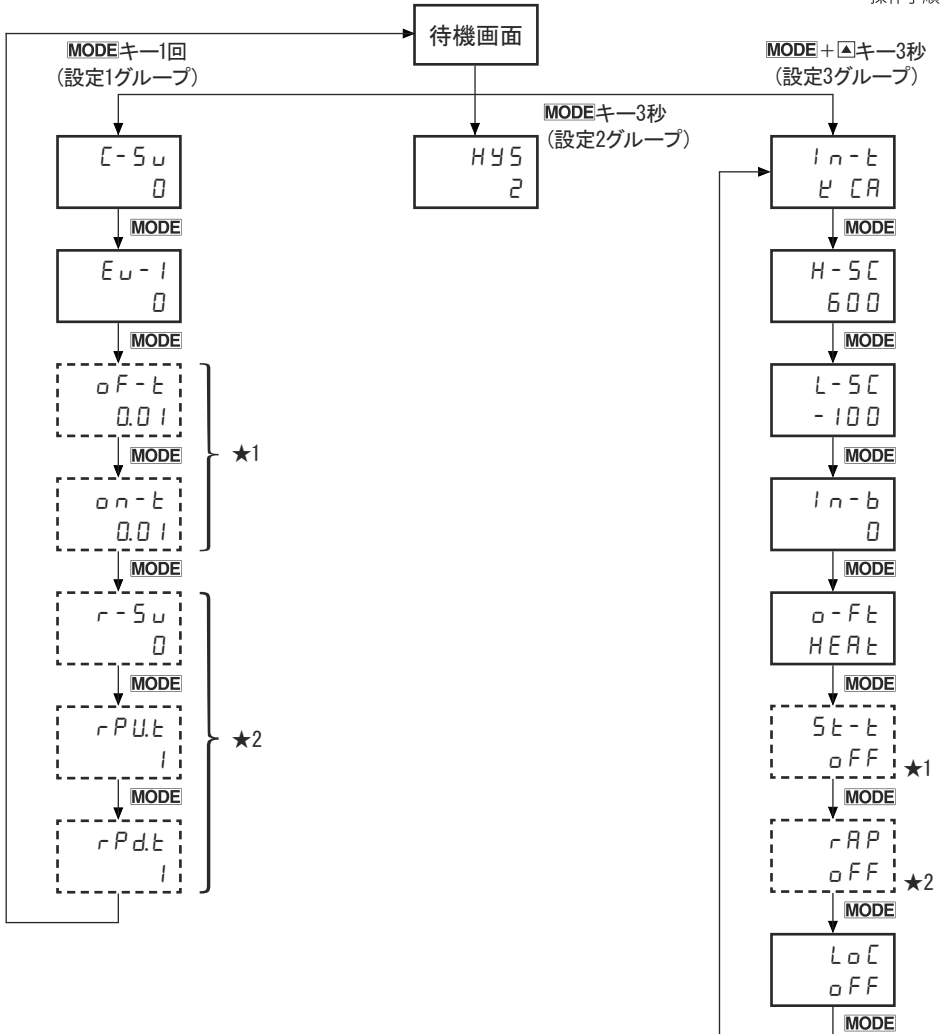 待機画面
MODEキー1回
(設定1グループ)
MODE+▲キー3秒
(設定3グループ)
MODEキー3秒
(設定2グループ)
C-Su
0
MODE
Eu-1
0
MODE
oF-t
0.01
MODE
on-t
0.01
★1
MODE
r-Su
0
MODE
rPU.t
1
★2
MODE
rPd.t
1
HYS
2
In-t
K CA
MODE
H-SC
600
MODE
L-SC
-100
MODE
In-b
0
MODE
o-Ft
HEAt
MODE
St-t
oFF
★1
MODE
rAP
oFF
★2
MODE
LoC
oFF
MODE